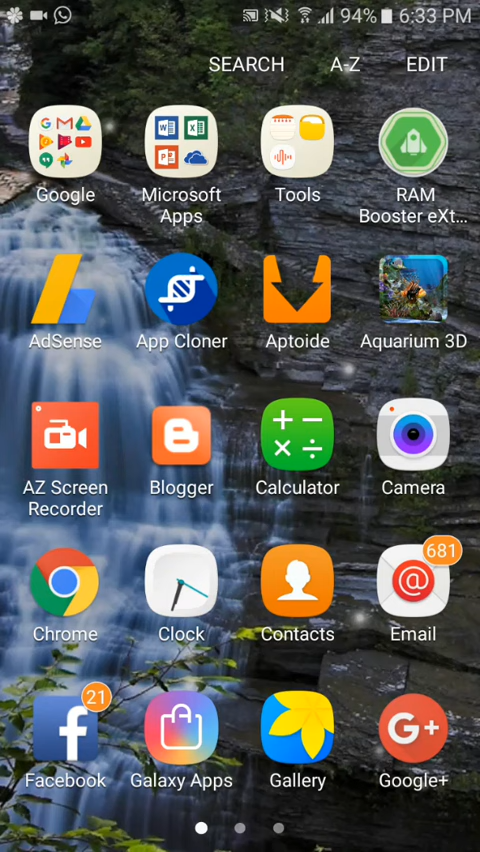 94% 6:33 PM
SEARCH A-Z EDIT
Google Microsoft Apps Tools RAM Booster eXt...
AdSense App Cloner Aptoide Aquarium 3D
AZ Screen Recorder Blogger Calculator Camera
681
Chrome Clock Contacts Email
21
Facebook Galaxy Apps Gallery Google+